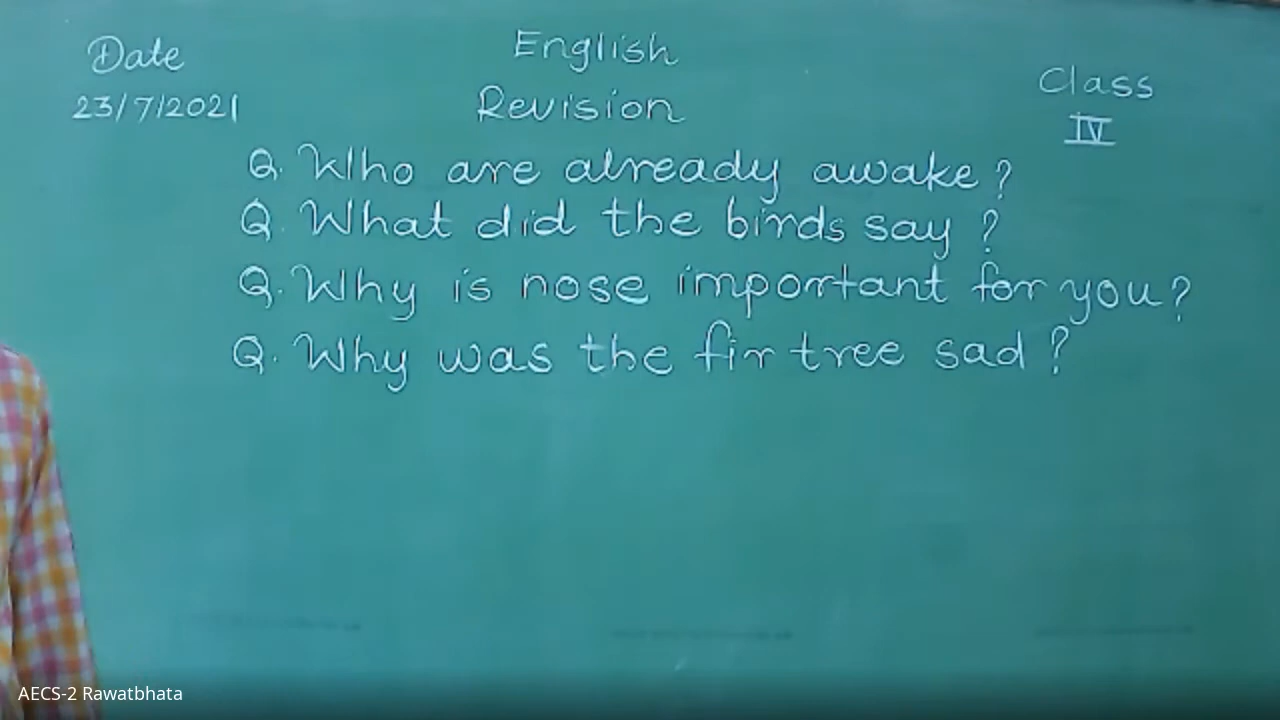 Date
English
23/7/2021
Revision
Class
IV
Q. Who are already awake?
Q. What did the birds say?
Q. Why is nose important for you?
Q. Why was the fir tree sad?
AECS-2 Rawatbhata